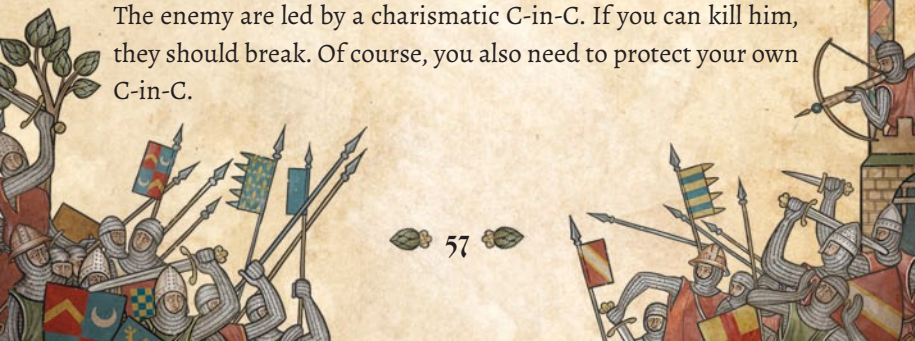 The enemy are led by a charismatic C-in-C. If you can kill him,
they should break. Of course, you also need to protect your own
C-in-C.
57